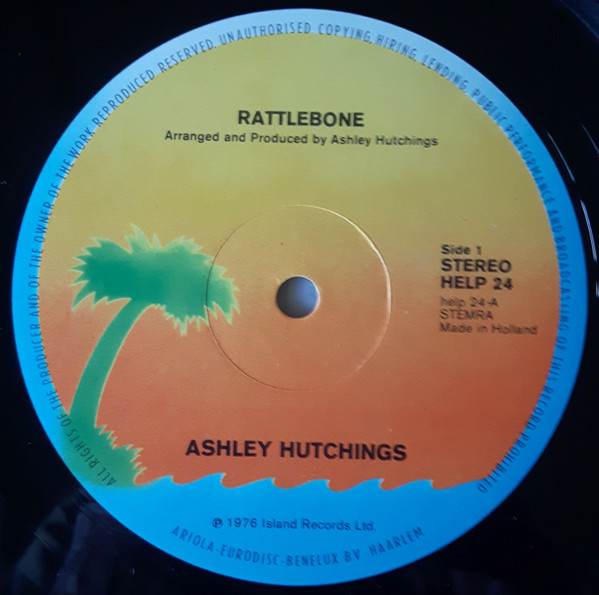 ALL RIGHTS OF THE PRODUCER AND OF THE OWNER OF THE WORK REPRODUCED RESERVED. UNAUTHORISED COPYING, HIRING, LENDING, PUBLIC PERFORMANCE AND BROADCASTING OF THIS RECORD PROHIBITED
RATTLEBONE
Arranged and Produced by Ashley Hutchings
Side 1
STEREO
HELP 24
help 24-A
STEMRA
Made in Holland
ASHLEY HUTCHINGS
℗ 1976 Island Records Ltd.
ARIOLA-EURODISC-BENELUX B.V. HAARLEM